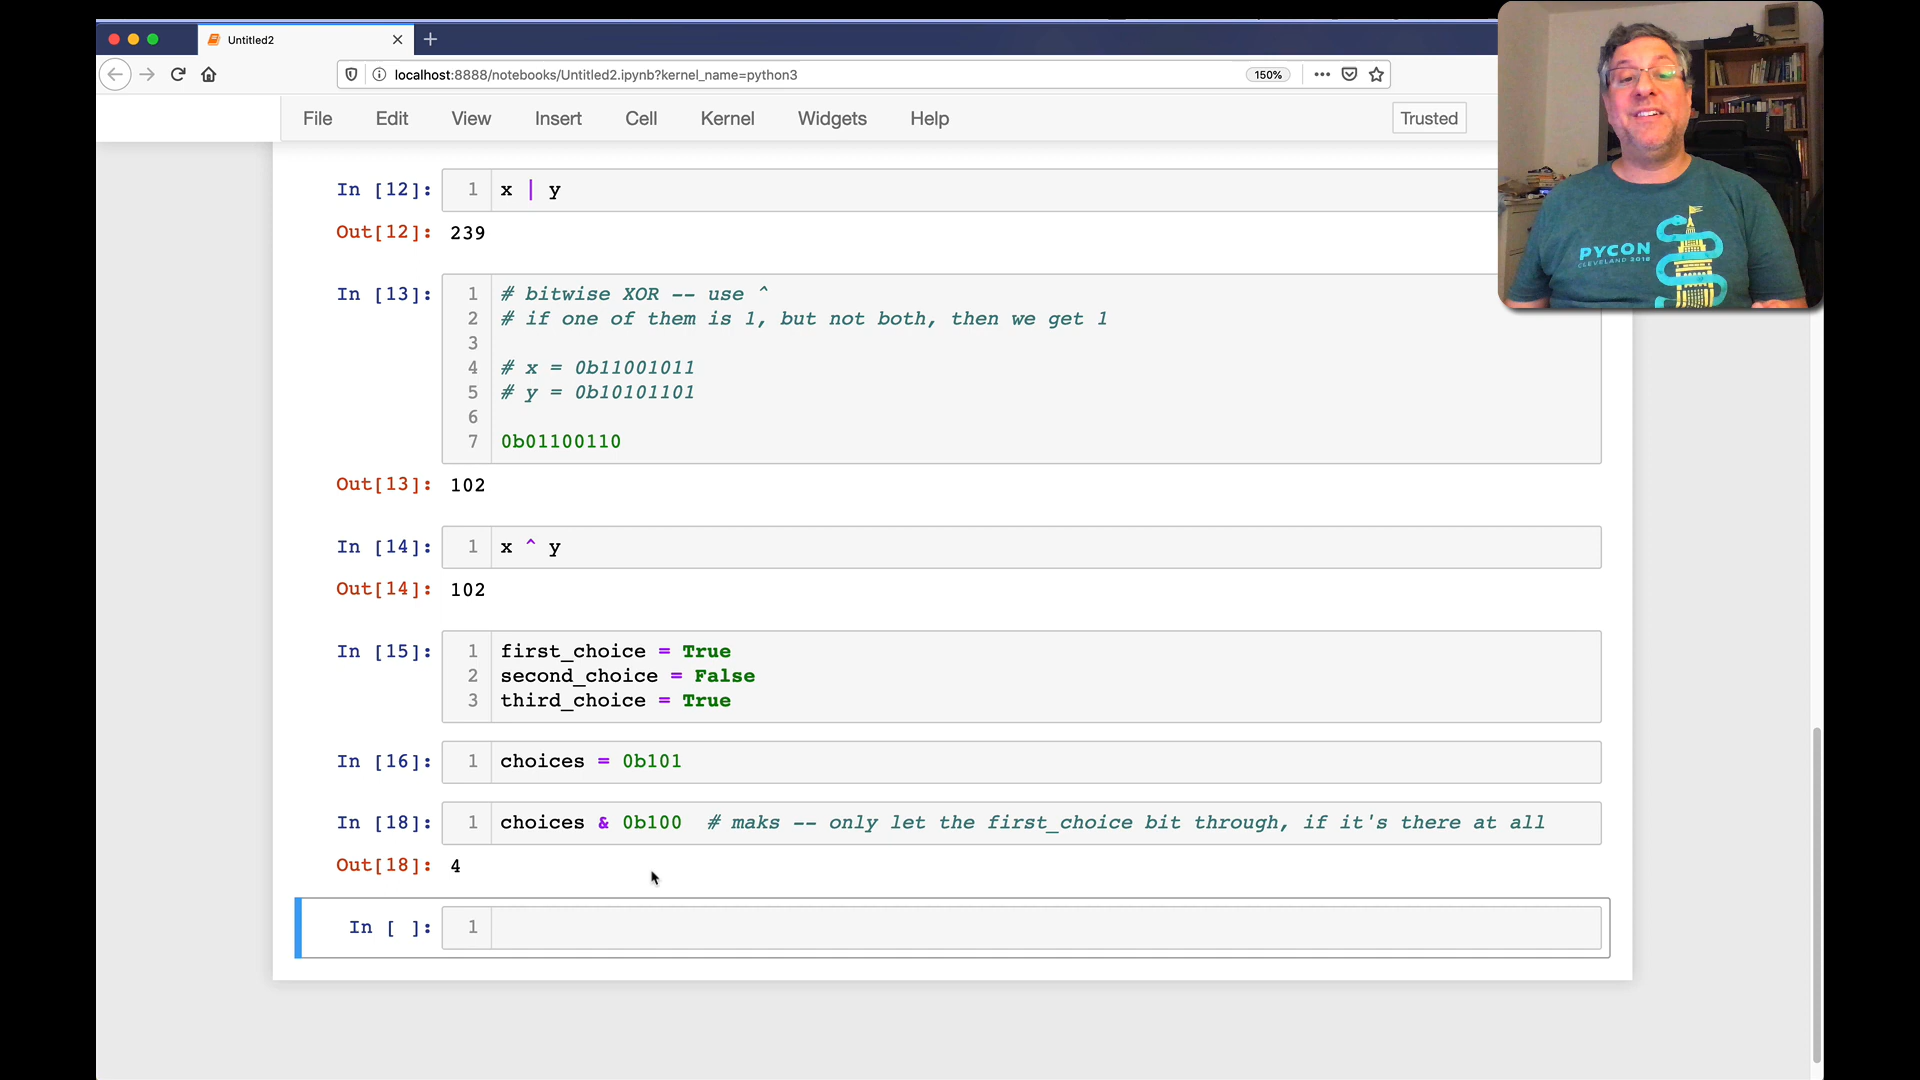 Untitled2
localhost:8888/notebooks/Untitled2.ipynb?kernel_name=python3
150%
File Edit View Insert Cell Kernel Widgets Help
Trusted
PYCON
CLEVELAND 2018
In [12]: 1 x | y
Out[12]: 239
In [13]: 1 # bitwise XOR -- use ^
2 # if one of them is 1, but not both, then we get 1
3
4 # x = 0b11001011
5 # y = 0b10101101
6
7 0b01100110
Out[13]: 102
In [14]: 1 x ^ y
Out[14]: 102
In [15]: 1 first_choice = True
2 second_choice = False
3 third_choice = True
In [16]: 1 choices = 0b101
In [18]: 1 choices & 0b100 # maks -- only let the first_choice bit through, if it's there at all
Out[18]: 4
In [ ]: 1